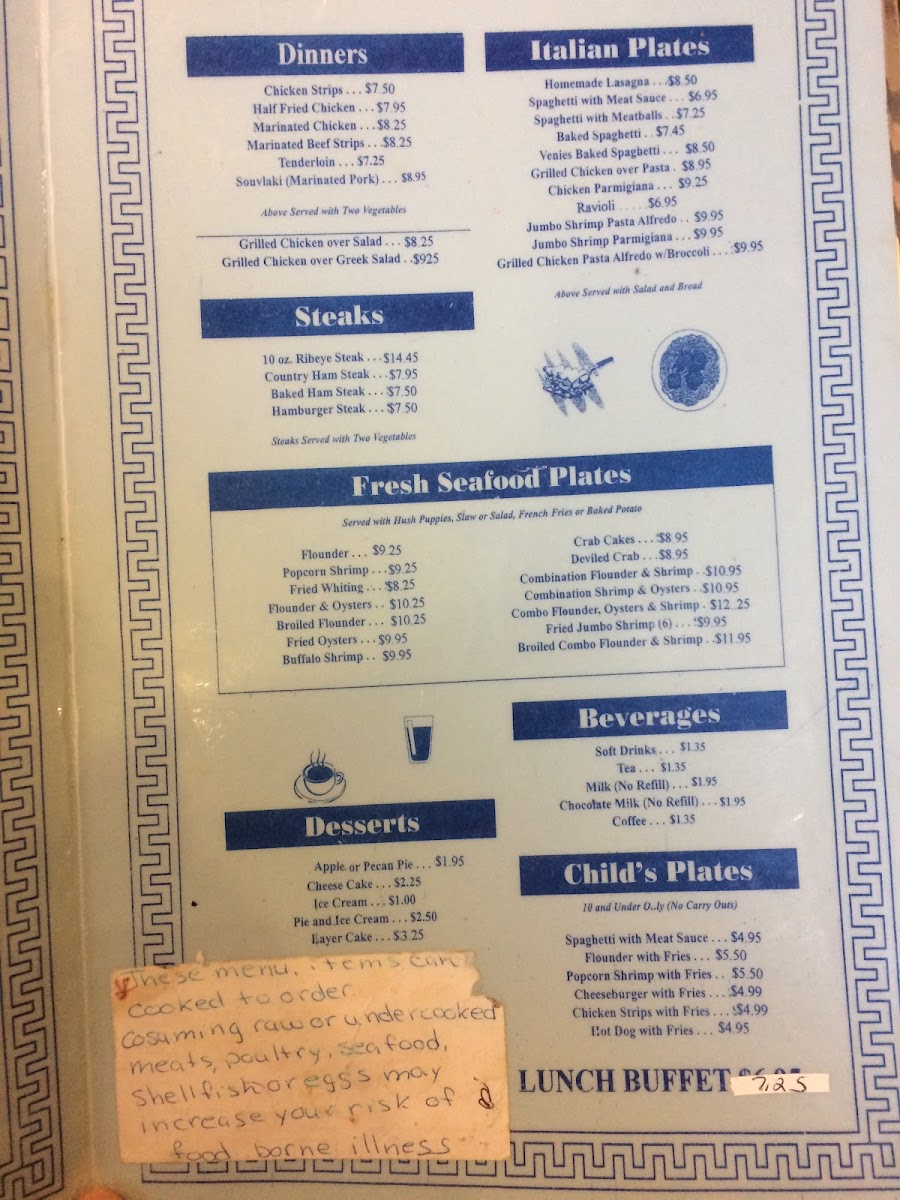 Dinners
Chicken Strips . . . $7 50
Half Fried Chicken . . . $7.95
Marinated Chicken . . . $8.25
Marinated Beef Strips . . .$8.25
Tenderloin . . . $7.25
Souvlaki (Marinated Pork) . . . $8.95
Above Served with Two Vegetables
Grilled Chicken over Salad . . . $8.25
Grilled Chicken over Greek Salad . .$925
Steaks
10 oz. Ribeye Steak . . . $14.45
Country Ham Steak . . . $7.95
Baked Ham Steak . . . $7.50
Hamburger Steak . . . $7 50
Steaks Served with Two Vegetables
Italian Plates
Homemade Lasagna . . .$8.50
Spaghetti with Meat Sauce . . . $6.95
Spaghetti with Meatballs . . $7.25
Baked Spaghetti . . $7.45
Venies Baked Spaghetti . . . $8.50
Grilled Chicken over Pasta . $8.95
Chicken Parmigiana . . . $9.25
Ravioli . . . . . $6.95
Jumbo Shrimp Pasta Alfredo . . $9.95
Jumbo Shrimp Parmigiana . . . $9 95
Grilled Chicken Pasta Alfredo w/Broccoli . . . .$9.95
Above Served with Salad and Bread
Fresh Seafood Plates
Served with Hush Puppies, Slaw or Salad, French Fries or Baked Potato
Flounder . . . $9 25
Popcorn Shrimp . . . $9.25
Fried Whiting . . . $8.25
Flounder & Oysters . . $10.25
Broiled Flounder . . . $10.25
Fried Oysters . . . $9.95
Buffalo Shrimp . . $9.95
Crab Cakes . . . $8 95
Deviled Crab . . . $8.95
Combination Flounder & Shrimp . .$10.95
Combination Shrimp & Oysters . .$10.95
Combo Flounder, Oysters & Shrimp . $12 .25
Fried Jumbo Shrimp (6) . . . $9.95
Broiled Combo Flounder & Shrimp . .$11.95
Beverages
Soft Drinks . . . $1.35
Tea . . . $1.35
Milk (No Refill) . . . $1.95
Chocolate Milk (No Refill) . . . $1.95
Coffee . . . $1.35
Desserts
Apple or Pecan Pie . . . $1.95
Cheese Cake . . . $2.25
Ice Cream . . . $1.00
Pie and Ice Cream . . . $2.50
Layer Cake . . . $3 25
Child's Plates
10 and Under O..ly (No Carry Outs)
Spaghetti with Meat Sauce . . . $4.95
Flounder with Fries . . . $5.50
Popcorn Shrimp with Fries . . $5.50
Cheeseburger with Fries . . . $4.99
Chicken Strips with Fries . . . $4.99
Hot Dog with Fries . . . $4 95
LUNCH BUFFET 7.25
These menu items can
cooked to order
cosuming raw or undercooked
meats, poultry, seafood,
shellfish or eggs may
increase your risk of
food borne illness